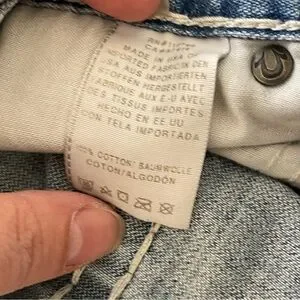 MADE IN USA OF
IMPORTED FABRIC IN DEN
USA AUS IMPORTIERTEN
STOFFEN HERGESTELLT
FABRIQUE AUX E-U AVEC
DES TISSUS IMPORTES
HECHO EN EE UU
CON TELA IMPORTADA
100% COTTON/ BAUMWOLLE
COTON/ALGODÓN